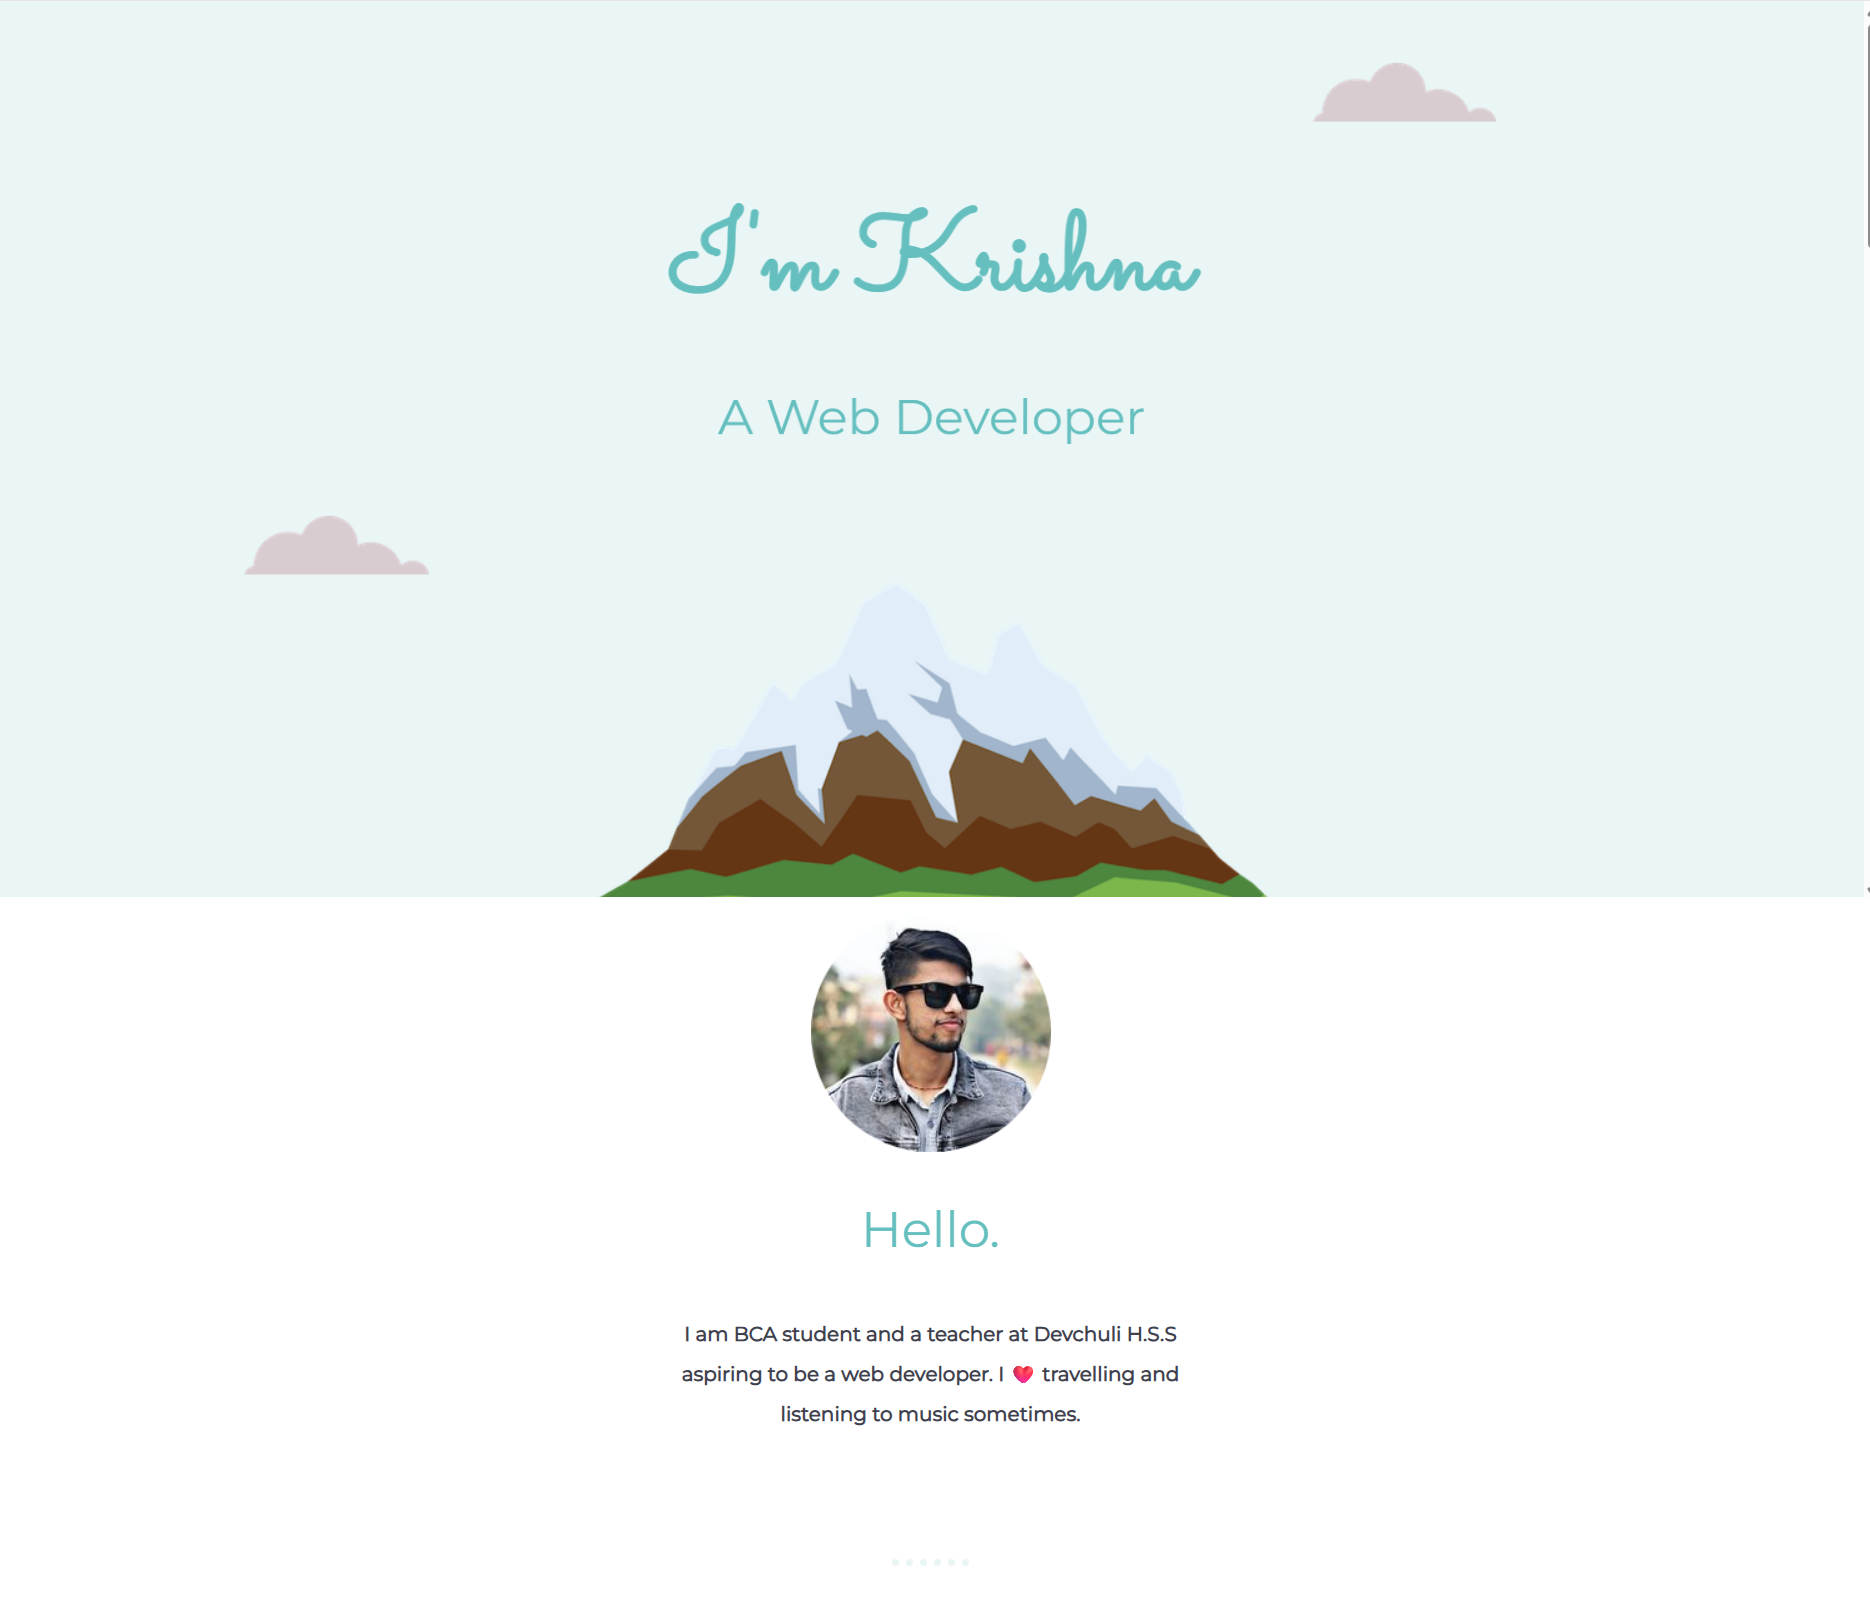 I'm Krishna
A Web Developer
Hello.
I am BCA student and a teacher at Devchuli H.S.S
aspiring to be a web developer. I ❤️ travelling and
listening to music sometimes.